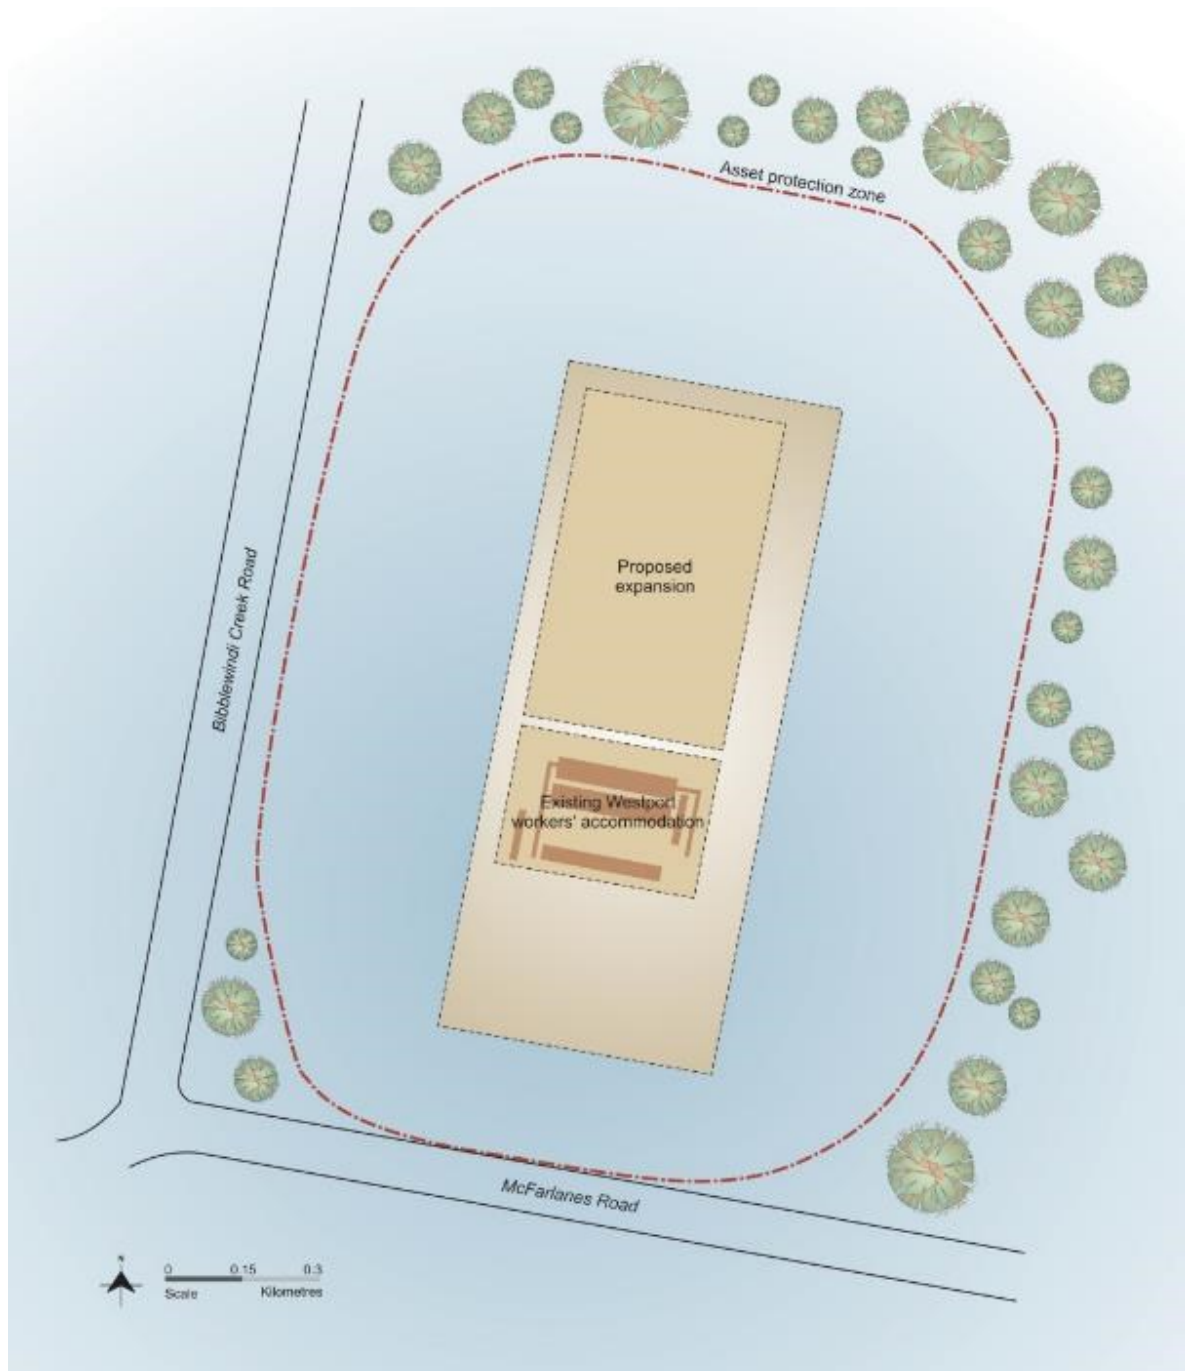 Asset protection zone
Proposed
expansion
Bibblewindi Creek Road
Existing Westport
workers' accommodation
McFarlanes Road
N
0 0.15 0.3
Scale Kilometres